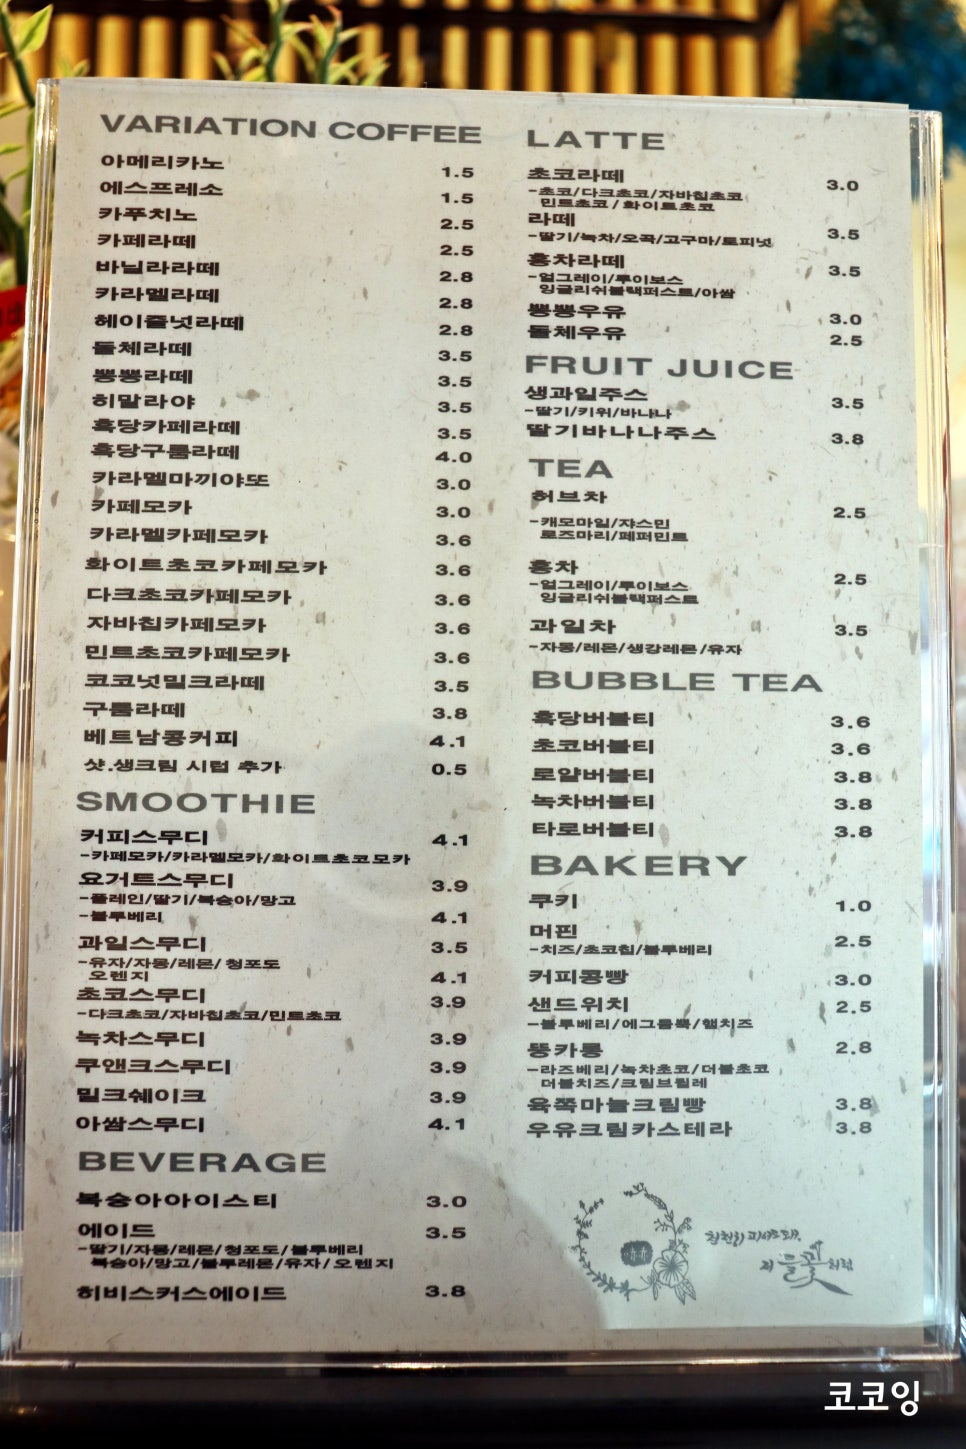 VARIATION COFFEE
아메리카노 1.5
에스프레소 1.5
카푸치노 2.5
카페라떼 2.5
바닐라라떼 2.8
카라멜라떼 2.8
헤이즐넛라떼 2.8
돌체라떼 3.5
뿅뿅라떼 3.5
히말라야 3.5
흑당카페라떼 3.5
흑당구름라떼 4.0
카라멜마끼야또 3.0
카페모카 3.0
카라멜카페모카 3.6
화이트초코카페모카 3.6
다크초코카페모카 3.6
자바칩카페모카 3.6
민트초코카페모카 3.6
코코넛밀크라떼 3.5
구름라떼 3.8
베트남콩커피 4.1
샷.생크림 시럽 추가 0.5
SMOOTHIE
커피스무디 4.1
-카페모카/카라멜모카/화이트초코모카
요거트스무디 3.9
-플레인/딸기/복숭아/망고
-블루베리 4.1
과일스무디 3.5
-유자/자몽/레몬/청포도
오렌지 4.1
초코스무디 3.9
-다크초코/자바칩초코/민트초코
녹차스무디 3.9
쿠앤크스무디 3.9
밀크쉐이크 3.9
아쌈스무디 4.1
BEVERAGE
복숭아아이스티 3.0
에이드 3.5
-딸기/자몽/레몬/청포도/블루베리
복숭아/망고/블루레몬/유자/오렌지
히비스커스에이드 3.8
LATTE
초코라떼 3.0
-초코/다크초코/자바칩초코
민트초코/화이트초코
라떼 3.5
-딸기/녹차/오곡/고구마/토피넛
홍차라떼 3.5
-얼그레이/루이보스
잉글리쉬블랙퍼스트/아쌈
뿅뿅우유 3.0
돌체우유 2.5
FRUIT JUICE
생과일주스 3.5
-딸기/키위/바나나
딸기바나나주스 3.8
TEA
허브차 2.5
-캐모마일/쟈스민
로즈마리/페퍼민트
홍차 2.5
-얼그레이/루이보스
잉글리쉬블랙퍼스트
과일차 3.5
-자몽/레몬/생강레몬/유자
BUBBLE TEA
흑당버블티 3.6
초코버블티 3.6
로얄버블티 3.8
녹차버블티 3.8
타로버블티 3.8
BAKERY
쿠키 1.0
머핀 2.5
-치즈/초코칩/블루베리
커피콩빵 3.0
샌드위치 2.5
-블루베리/에그듬뿍/햄치즈
뚱카롱 2.8
-라즈베리/녹차초코/더블초코
더블치즈/크림브륄레
육쪽마늘크림빵 3.8
우유크림카스테라 3.8
들꽃처럼
코코잉